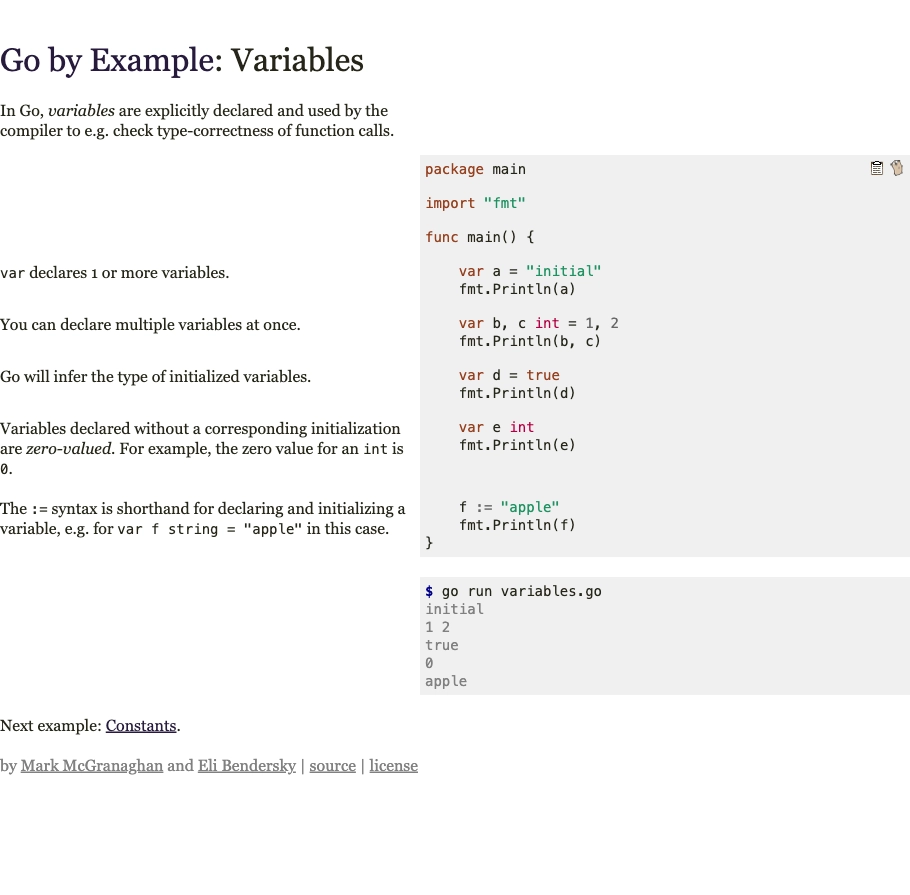 Go by Example: Variables
In Go, variables are explicitly declared and used by the
compiler to e.g. check type-correctness of function calls.
package main
import "fmt"
func main() {
var declares 1 or more variables.
    var a = "initial"
    fmt.Println(a)
You can declare multiple variables at once.
    var b, c int = 1, 2
    fmt.Println(b, c)
Go will infer the type of initialized variables.
    var d = true
    fmt.Println(d)
Variables declared without a corresponding initialization
are zero-valued. For example, the zero value for an int is
0.
    var e int
    fmt.Println(e)
The := syntax is shorthand for declaring and initializing a
variable, e.g. for var f string = "apple" in this case.
    f := "apple"
    fmt.Println(f)
}
$ go run variables.go
initial
1 2
true
0
apple
Next example: Constants.
by Mark McGranaghan and Eli Bendersky | source | license